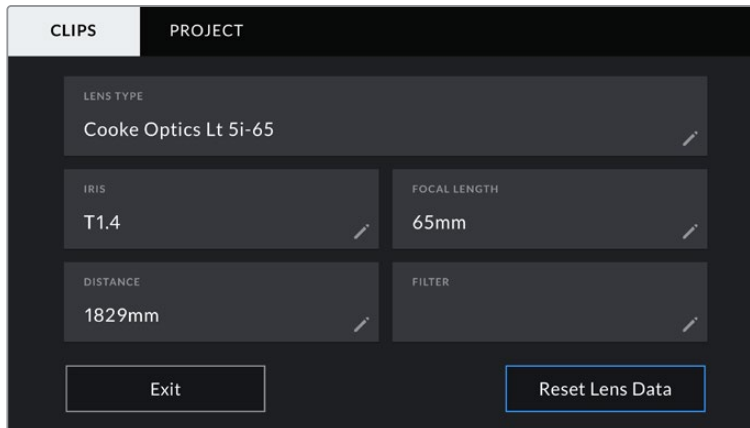 CLIPS
PROJECT
LENS TYPE
Cooke Optics Lt 5i-65
IRIS
T1.4
FOCAL LENGTH
65mm
DISTANCE
1829mm
FILTER
Exit
Reset Lens Data